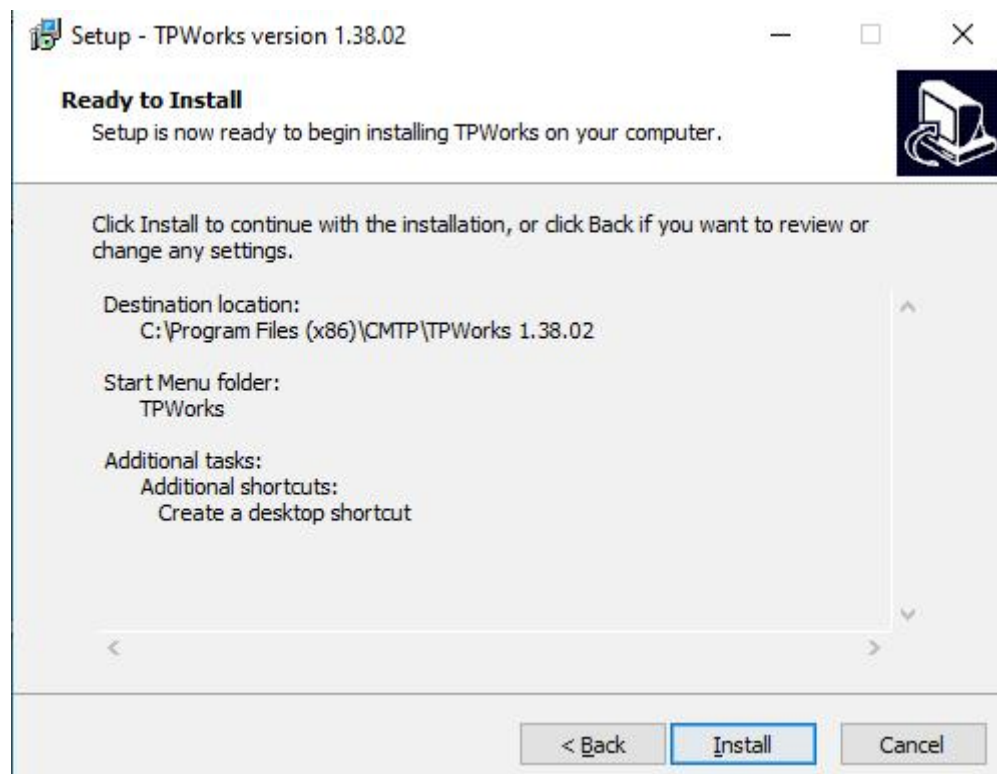 Setup - TPWorks version 1.38.02
Ready to Install
Setup is now ready to begin installing TPWorks on your computer.
Click Install to continue with the installation, or click Back if you want to review or
change any settings.
Destination location:
C:\Program Files (x86)\CMTP\TPWorks 1.38.02
Start Menu folder:
TPWorks
Additional tasks:
Additional shortcuts:
Create a desktop shortcut
< Back Install Cancel